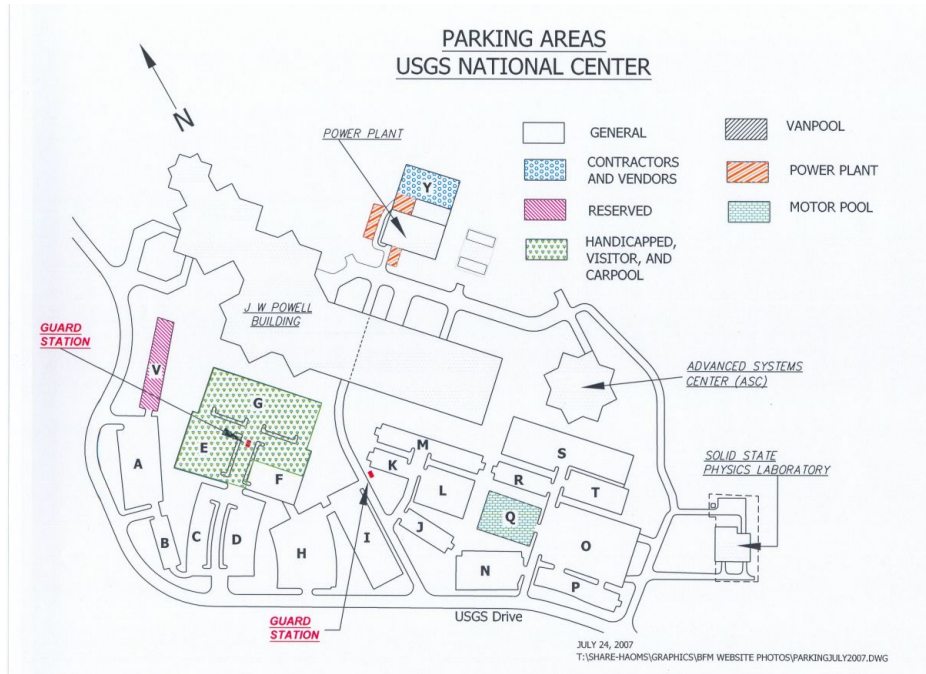 PARKING AREAS
USGS NATIONAL CENTER
N
POWER PLANT
GENERAL
VANPOOL
CONTRACTORS
AND VENDORS
POWER PLANT
RESERVED
MOTOR POOL
HANDICAPPED,
VISITOR, AND
CARPOOL
Y
J W POWELL
BUILDING
GUARD
STATION
V
ADVANCED SYSTEMS
CENTER (ASC)
G
E
F
A
M
K
S
R
SOLID STATE
PHYSICS LABORATORY
L
T
Q
J
I
O
B
C
D
H
N
P
USGS Drive
GUARD
STATION
JULY 24, 2007
T:\SHARE-HAOMS\GRAPHICS\BFM WEBSITE PHOTOS\PARKINGJULY2007.DWG